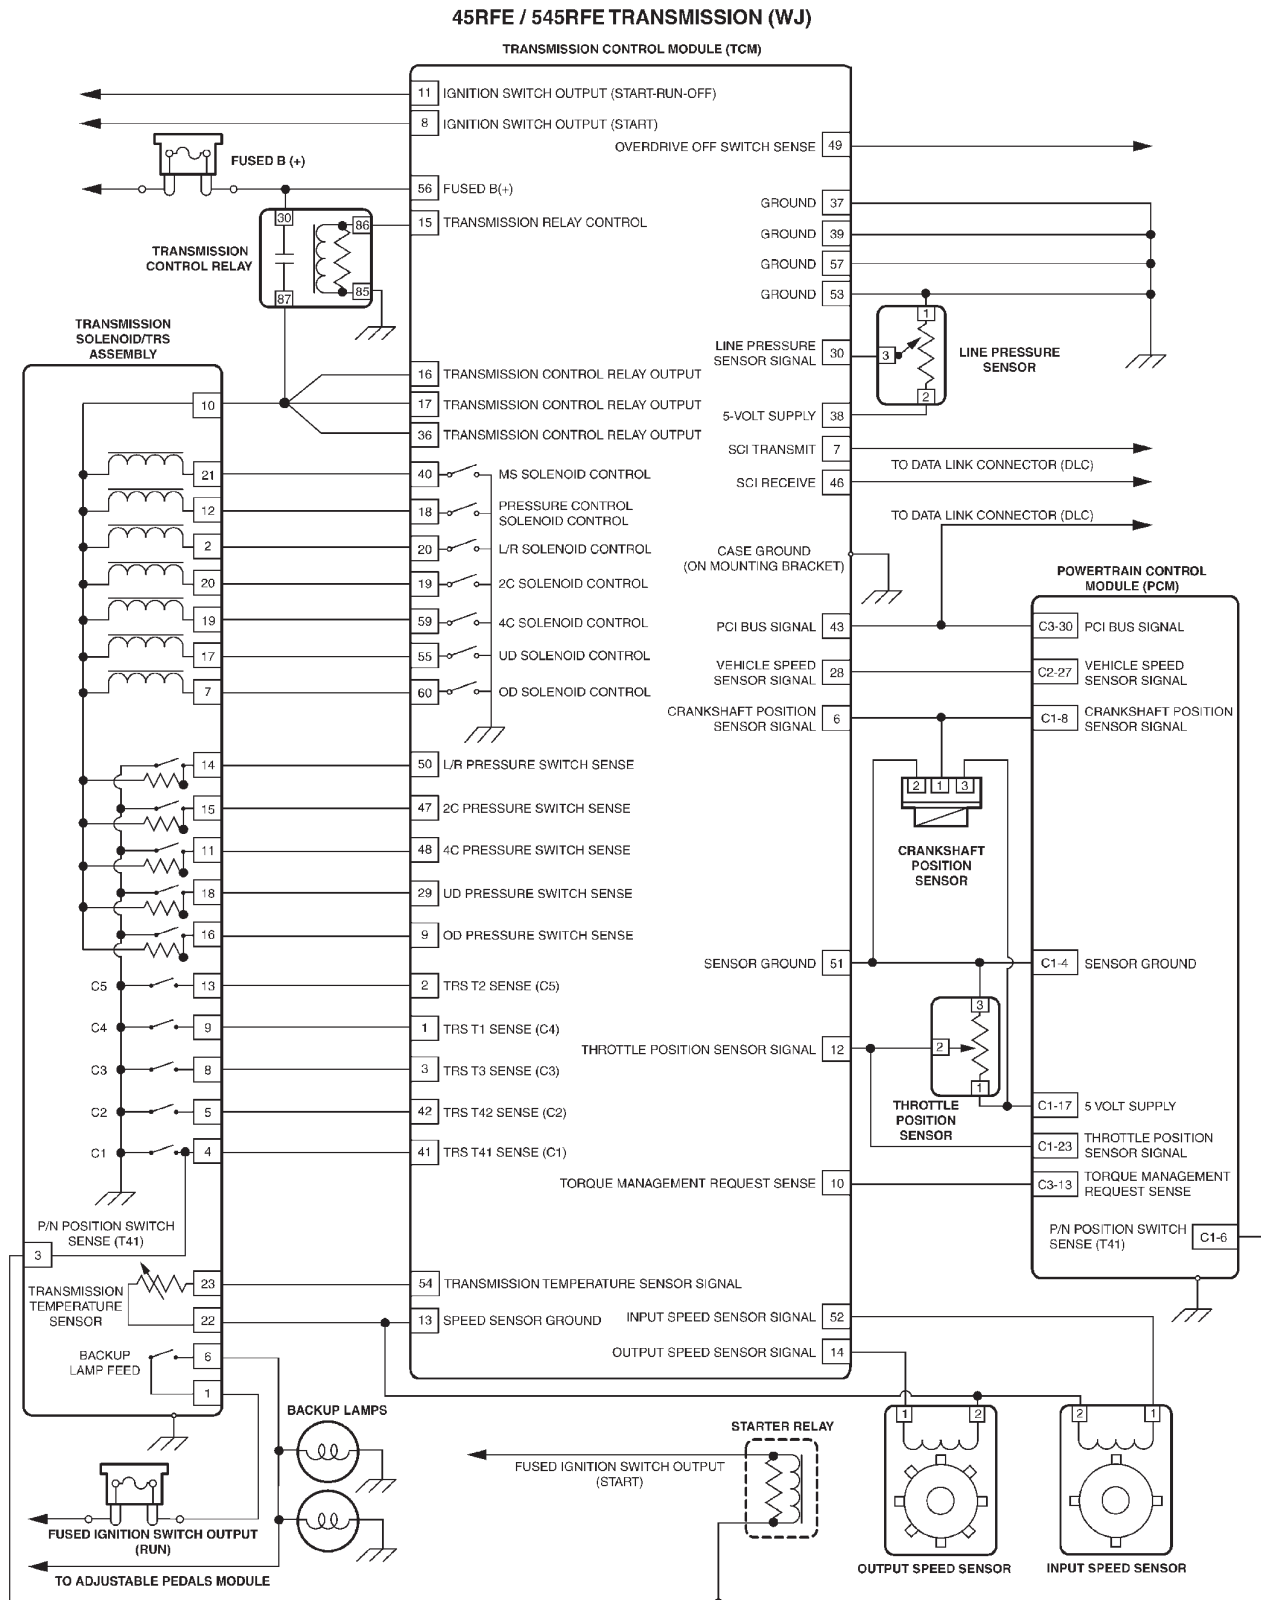 45RFE / 545RFE TRANSMISSION (WJ)
TRANSMISSION CONTROL MODULE (TCM)
11 IGNITION SWITCH OUTPUT (START-RUN-OFF)
8 IGNITION SWITCH OUTPUT (START)
OVERDRIVE OFF SWITCH SENSE 49
FUSED B (+)
56 FUSED B(+)
GROUND 37
30
86
15 TRANSMISSION RELAY CONTROL
GROUND 39
TRANSMISSION
CONTROL RELAY
GROUND 57
87
85
GROUND 53
1
TRANSMISSION
SOLENOID/TRS
ASSEMBLY
LINE PRESSURE
SENSOR SIGNAL
30
3
LINE PRESSURE
SENSOR
2
16 TRANSMISSION CONTROL RELAY OUTPUT
10
17 TRANSMISSION CONTROL RELAY OUTPUT
5-VOLT SUPPLY 38
36 TRANSMISSION CONTROL RELAY OUTPUT
SCI TRANSMIT 7
TO DATA LINK CONNECTOR (DLC)
21
40 MS SOLENOID CONTROL
SCI RECEIVE 46
12
18
PRESSURE CONTROL
SOLENOID CONTROL
TO DATA LINK CONNECTOR (DLC)
2
20 L/R SOLENOID CONTROL
CASE GROUND
(ON MOUNTING BRACKET)
POWERTRAIN CONTROL
MODULE (PCM)
20
19 2C SOLENOID CONTROL
19
59 4C SOLENOID CONTROL
PCI BUS SIGNAL 43
C3-30 PCI BUS SIGNAL
17
55 UD SOLENOID CONTROL
VEHICLE SPEED
SENSOR SIGNAL
28
C2-27
VEHICLE SPEED
SENSOR SIGNAL
7
60 OD SOLENOID CONTROL
CRANKSHAFT POSITION
SENSOR SIGNAL
6
C1-8
CRANKSHAFT POSITION
SENSOR SIGNAL
14
50 L/R PRESSURE SWITCH SENSE
2 1 3
15
47 2C PRESSURE SWITCH SENSE
11
48 4C PRESSURE SWITCH SENSE
CRANKSHAFT
POSITION
SENSOR
18
29 UD PRESSURE SWITCH SENSE
16
9 OD PRESSURE SWITCH SENSE
SENSOR GROUND 51
C1-4 SENSOR GROUND
C5 13
2 TRS T2 SENSE (C5)
3
C4 9
1 TRS T1 SENSE (C4)
THROTTLE POSITION SENSOR SIGNAL 12
2
C3 8
3 TRS T3 SENSE (C3)
1
THROTTLE
POSITION
SENSOR
C1-17 5 VOLT SUPPLY
C2 5
42 TRS T42 SENSE (C2)
C1-23
THROTTLE POSITION
SENSOR SIGNAL
C1 4
41 TRS T41 SENSE (C1)
TORQUE MANAGEMENT REQUEST SENSE 10
C3-13
TORQUE MANAGEMENT
REQUEST SENSE
P/N POSITION SWITCH
SENSE (T41)
3
P/N POSITION SWITCH
SENSE (T41)
C1-6
TRANSMISSION
TEMPERATURE
SENSOR
23
54 TRANSMISSION TEMPERATURE SENSOR SIGNAL
22
13 SPEED SENSOR GROUND
INPUT SPEED SENSOR SIGNAL 52
BACKUP
LAMP FEED
6
OUTPUT SPEED SENSOR SIGNAL 14
1
BACKUP LAMPS
1 2
2 1
STARTER RELAY
FUSED IGNITION SWITCH OUTPUT
(START)
FUSED IGNITION SWITCH OUTPUT
(RUN)
OUTPUT SPEED SENSOR
INPUT SPEED SENSOR
TO ADJUSTABLE PEDALS MODULE